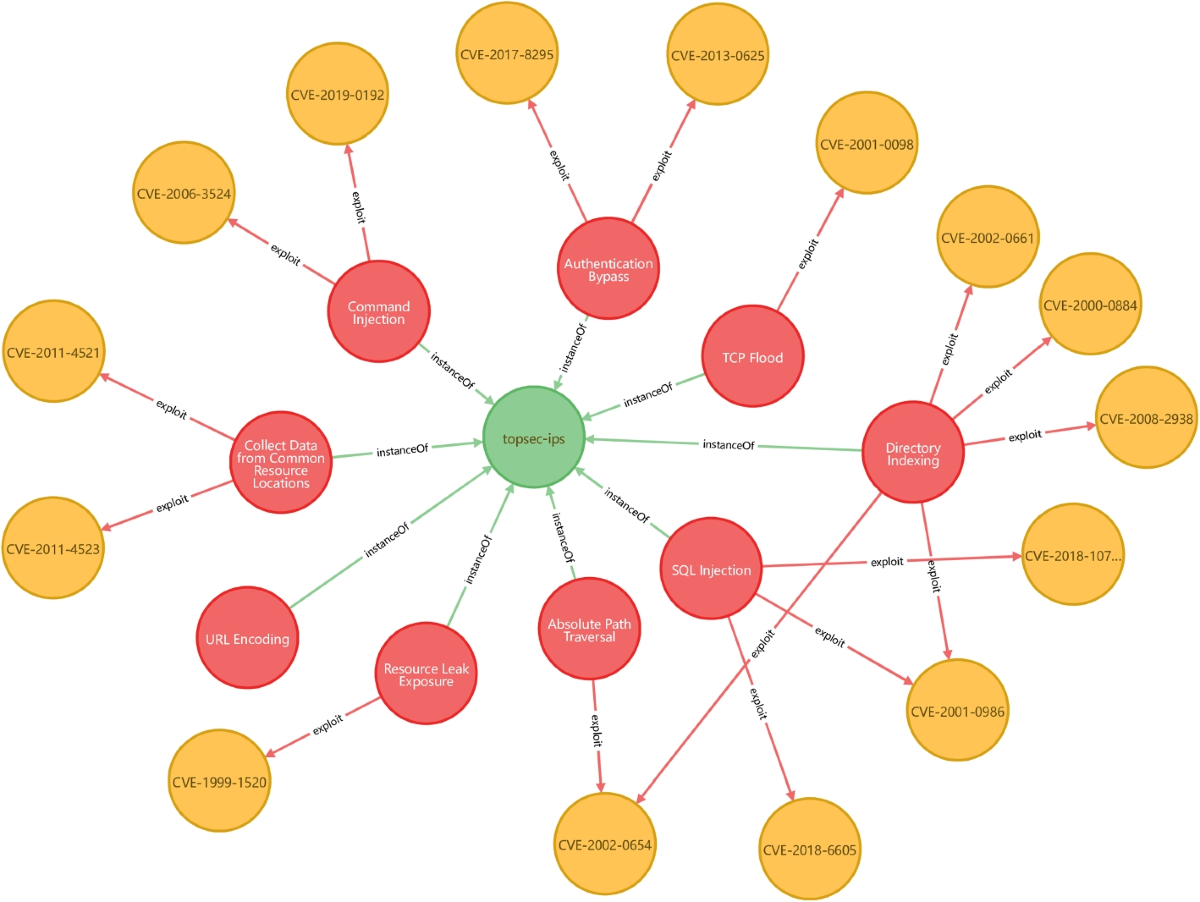 CVE-2017-8295
CVE-2013-0625
CVE-2019-0192
CVE-2001-0098
exploit
exploit
CVE-2006-3524
exploit
CVE-2002-0661
exploit
exploit
Authentication
Bypass
CVE-2000-0884
Command
Injection
CVE-2011-4521
instanceOf
exploit
TCP Flood
instanceOf
exploit
instanceOf
exploit
CVE-2008-2938
exploit
topsec-ips
instanceOf
Directory
Indexing
Collect Data
from Common
Resource
Locations
instanceOf
exploit
instanceOf
CVE-2011-4523
instanceOf
instanceOf
instanceOf
exploit
CVE-2018-107...
SQL Injection
exploit
URL Encoding
Absolute Path
Traversal
exploit
exploit
Resource Leak
Exposure
exploit
exploit
exploit
CVE-2001-0986
CVE-1999-1520
CVE-2002-0654
CVE-2018-6605